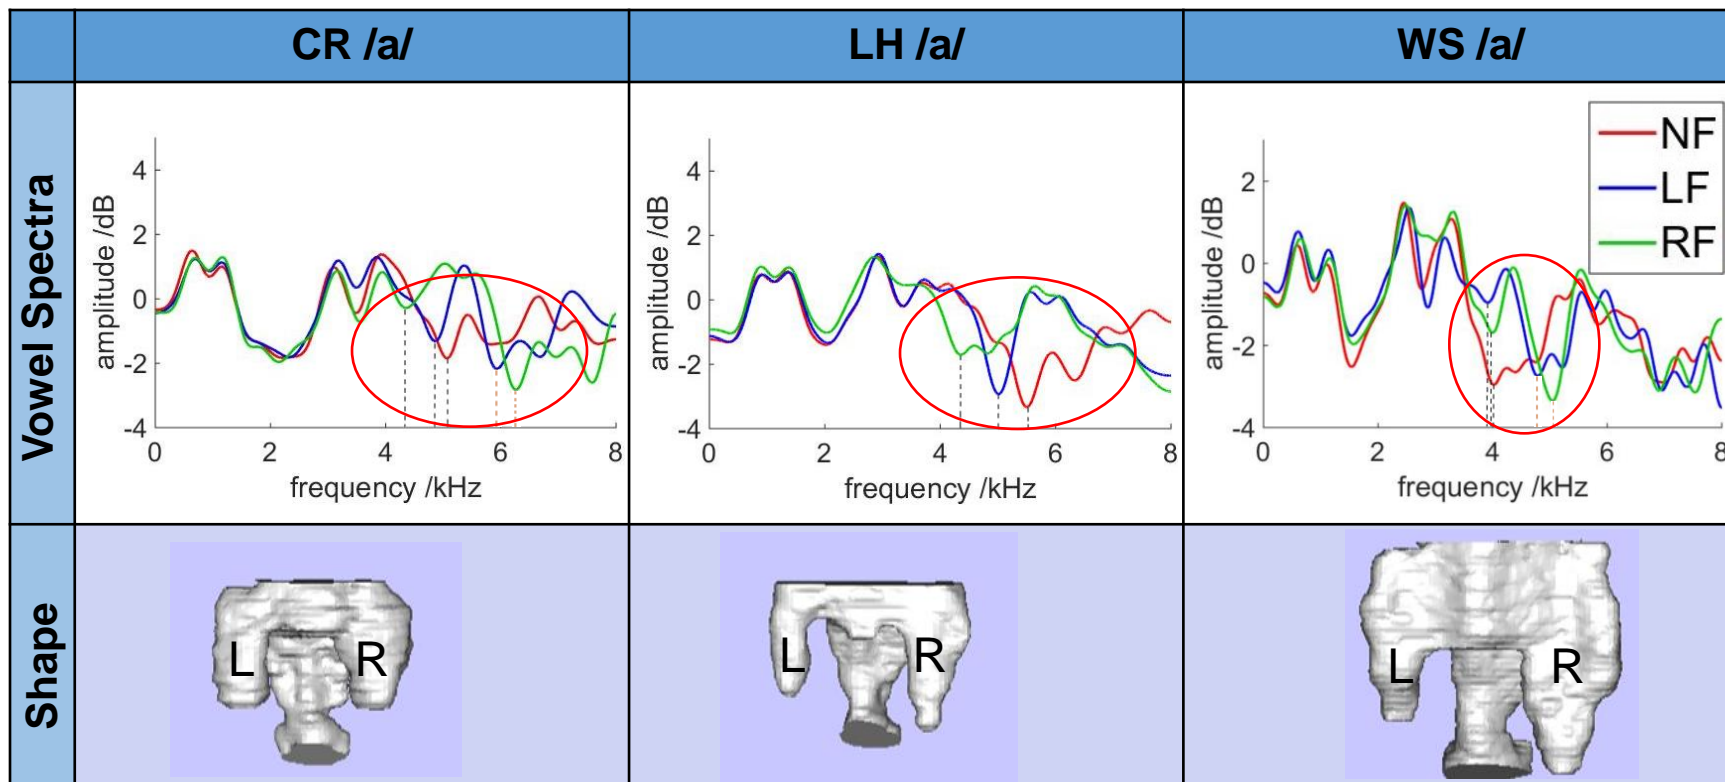 CR /a/
LH /a/
WS /a/
Vowel Spectra
amplitude /dB
4
2
0
-2
-4
0
2
4
6
8
frequency /kHz
amplitude /dB
4
2
0
-2
-4
0
2
4
6
8
frequency /kHz
amplitude /dB
2
0
-2
-4
0
2
4
6
8
frequency /kHz
NF
LF
RF
Shape
L R
L R
L R